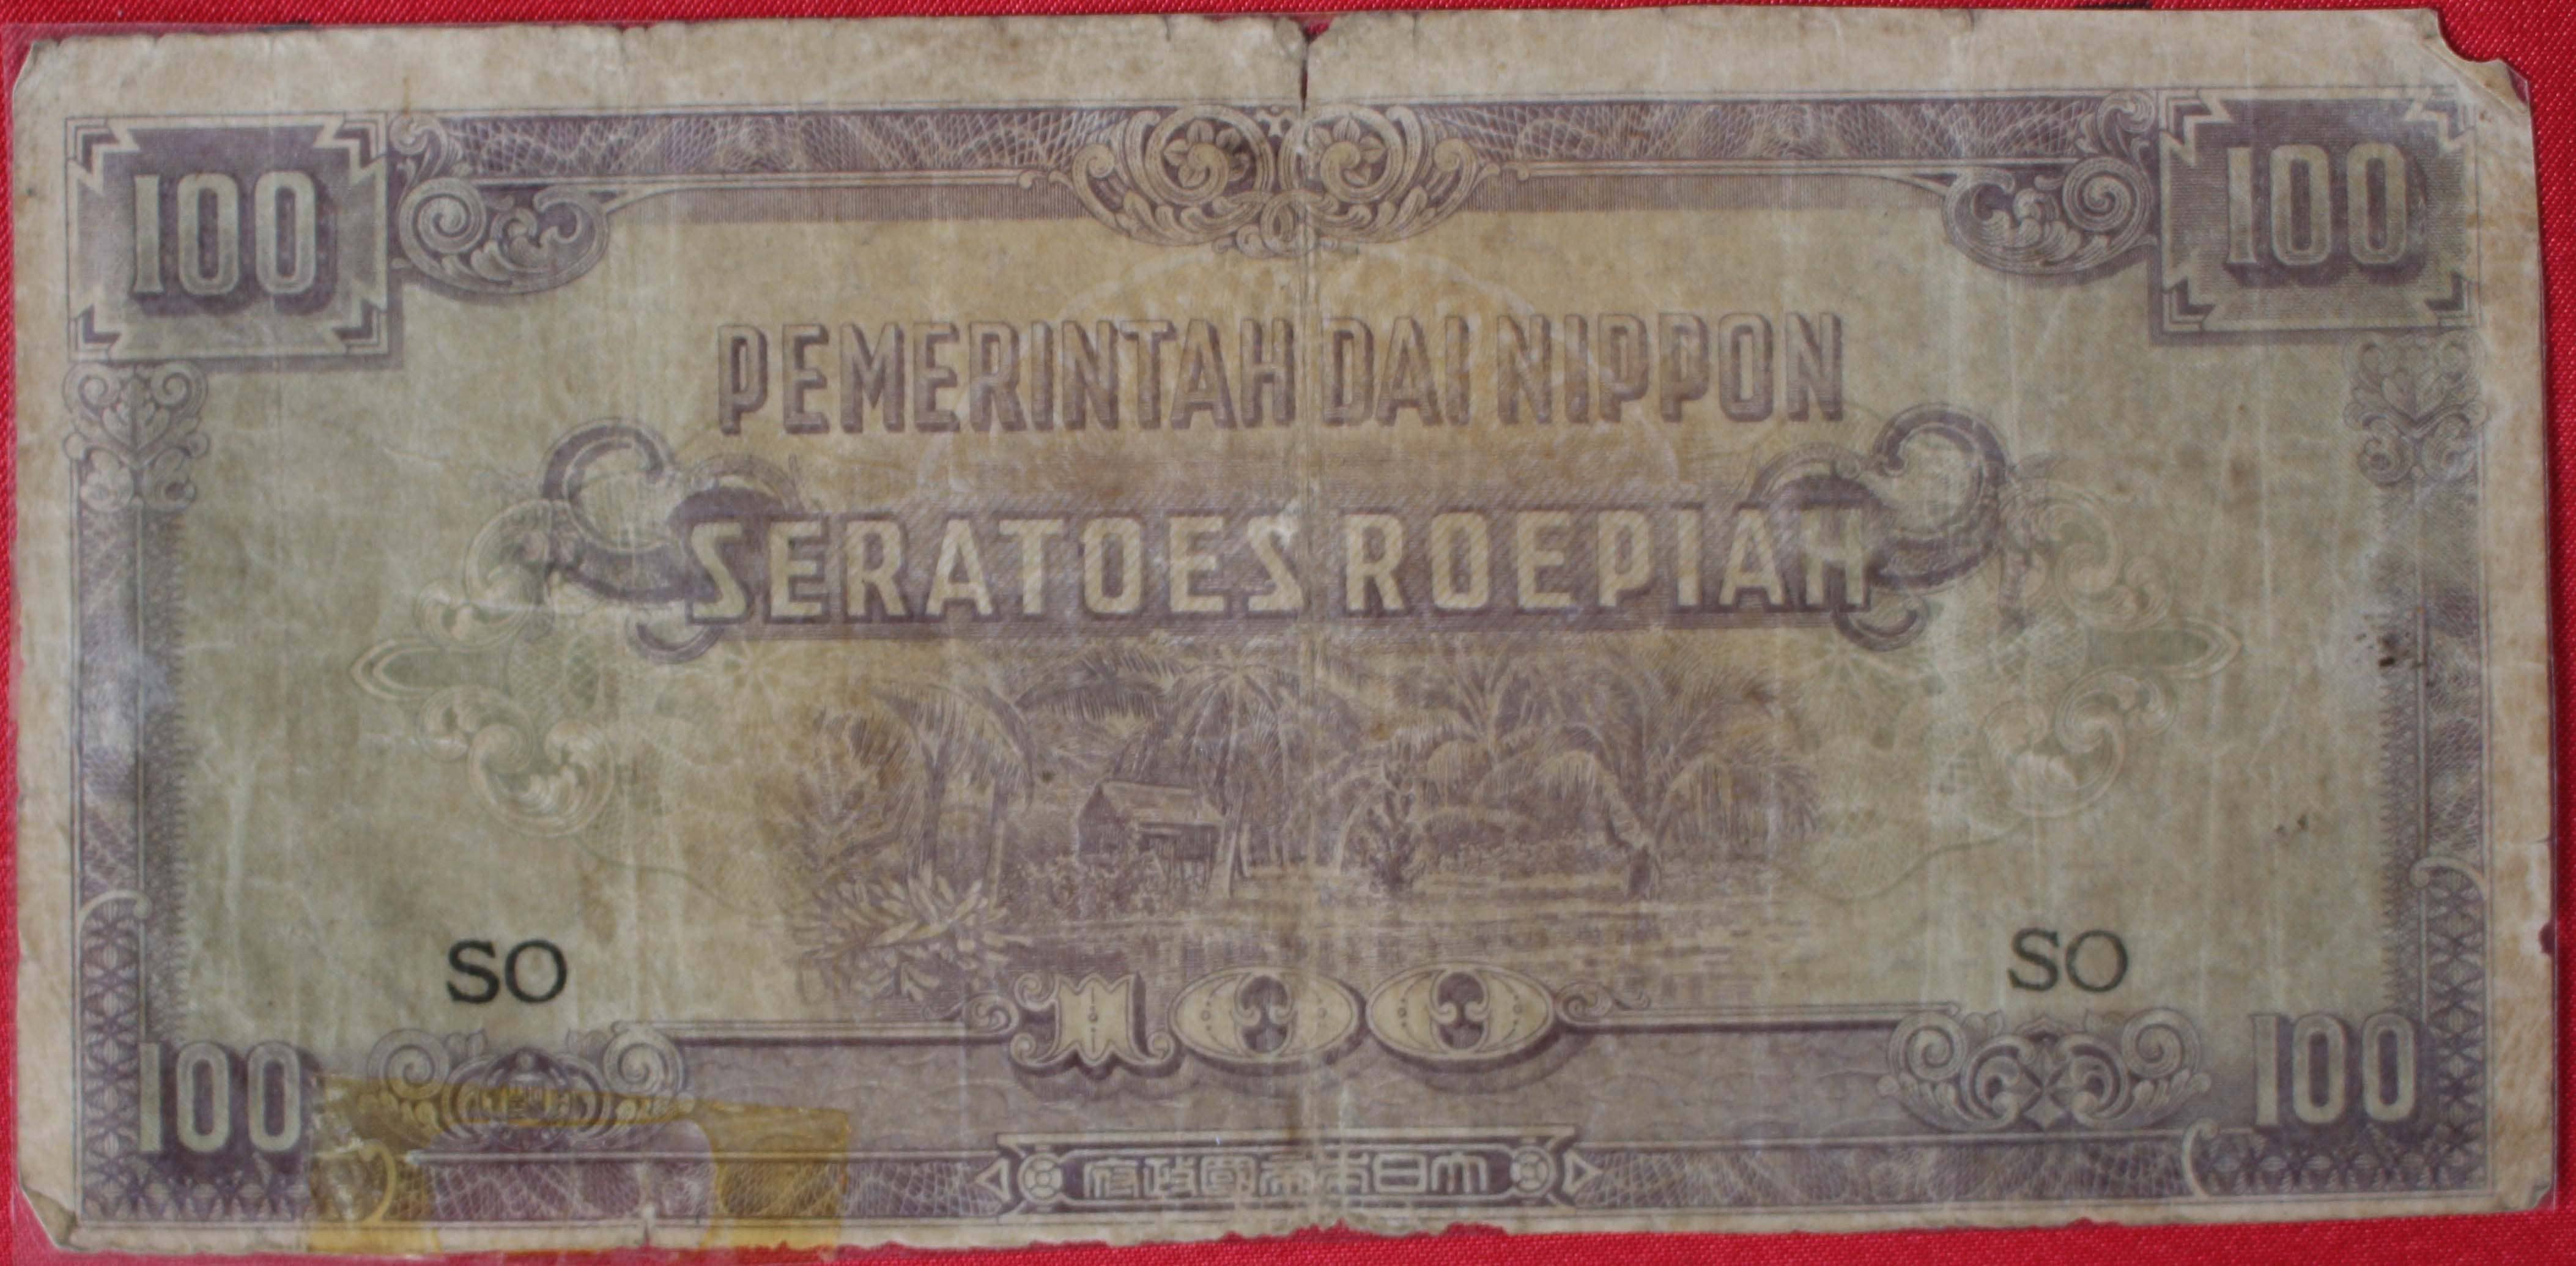 100 100
PEMERINTAH DAI NIPPON
SERATOES ROEPIAH
SO SO
100
100 100
大日本帝國政府